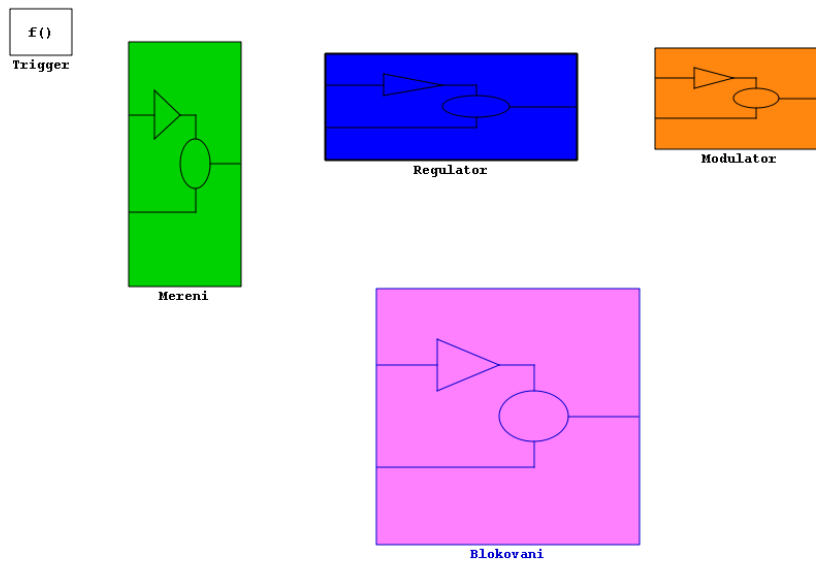 f()
Trigger
Mereni
Regulator
Modulator
Blokovani